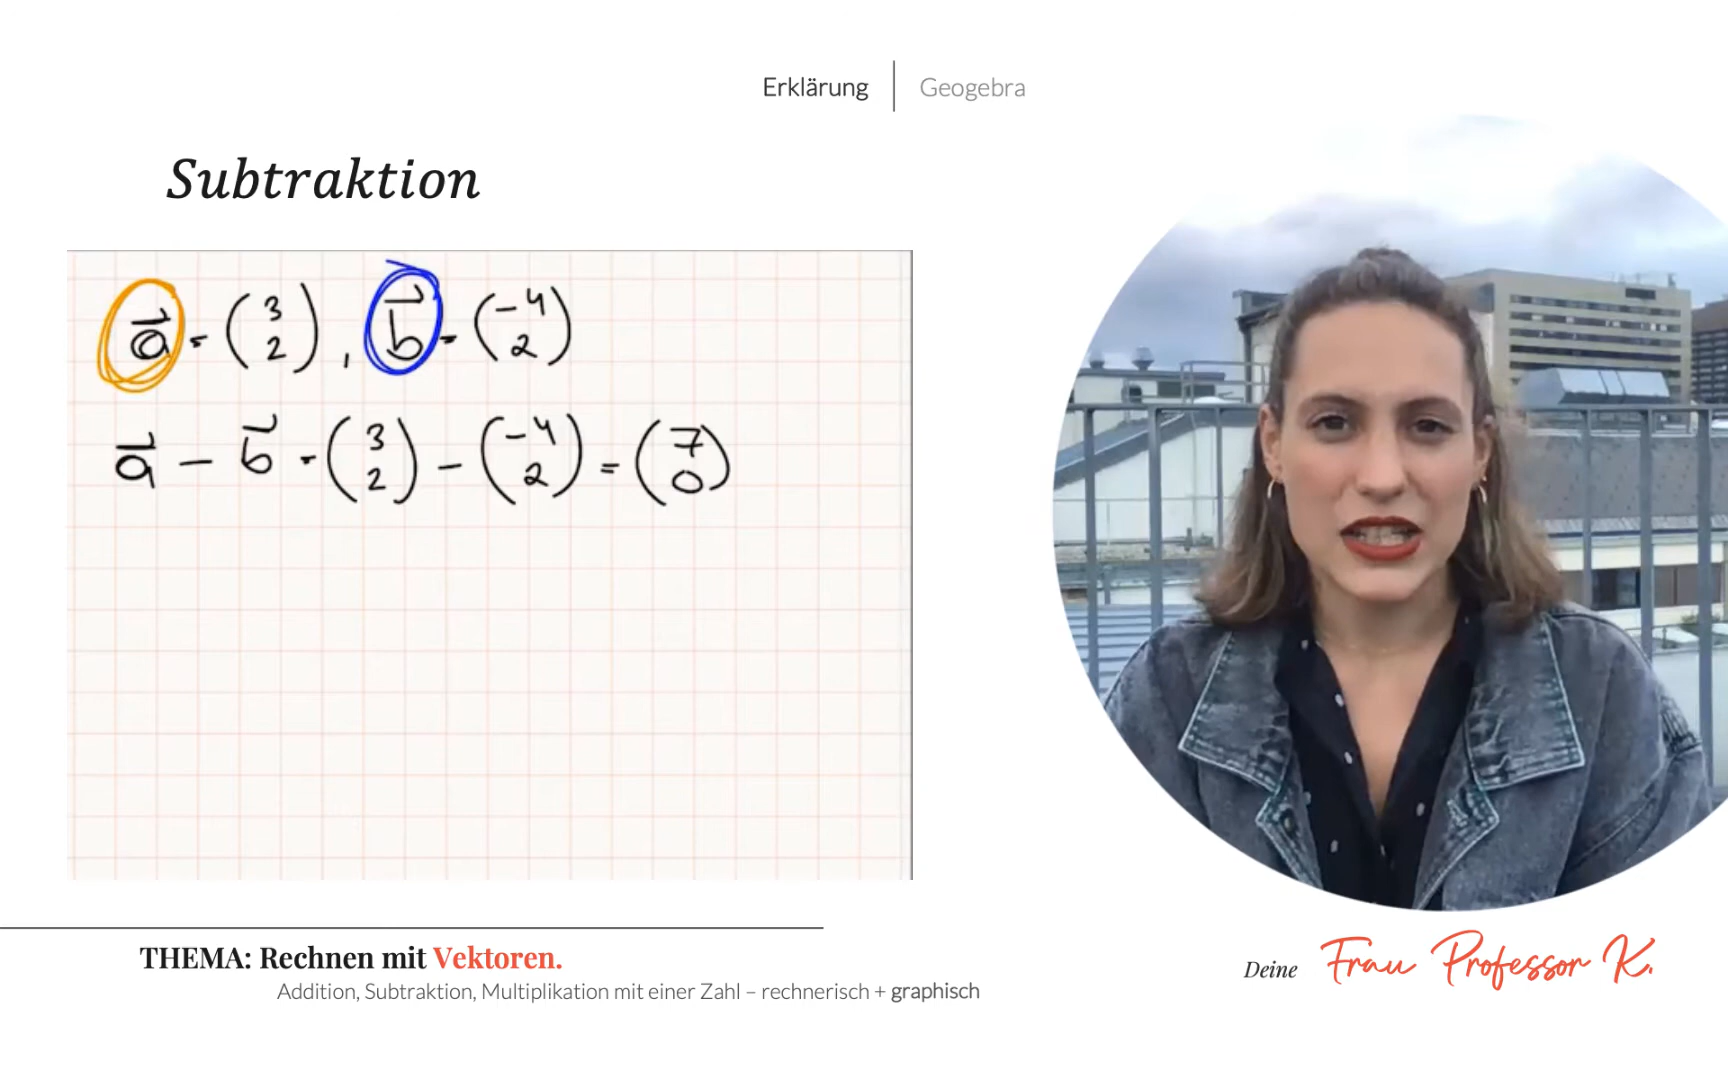 Erklärung | Geogebra
Subtraktion
a⃗ = (3 2), b⃗ = (-4 2)
a⃗ - b⃗ = (3 2) - (-4 2) = (7 0)
THEMA: Rechnen mit Vektoren.
Addition, Subtraktion, Multiplikation mit einer Zahl – rechnerisch + graphisch
Deine Frau Professor K.